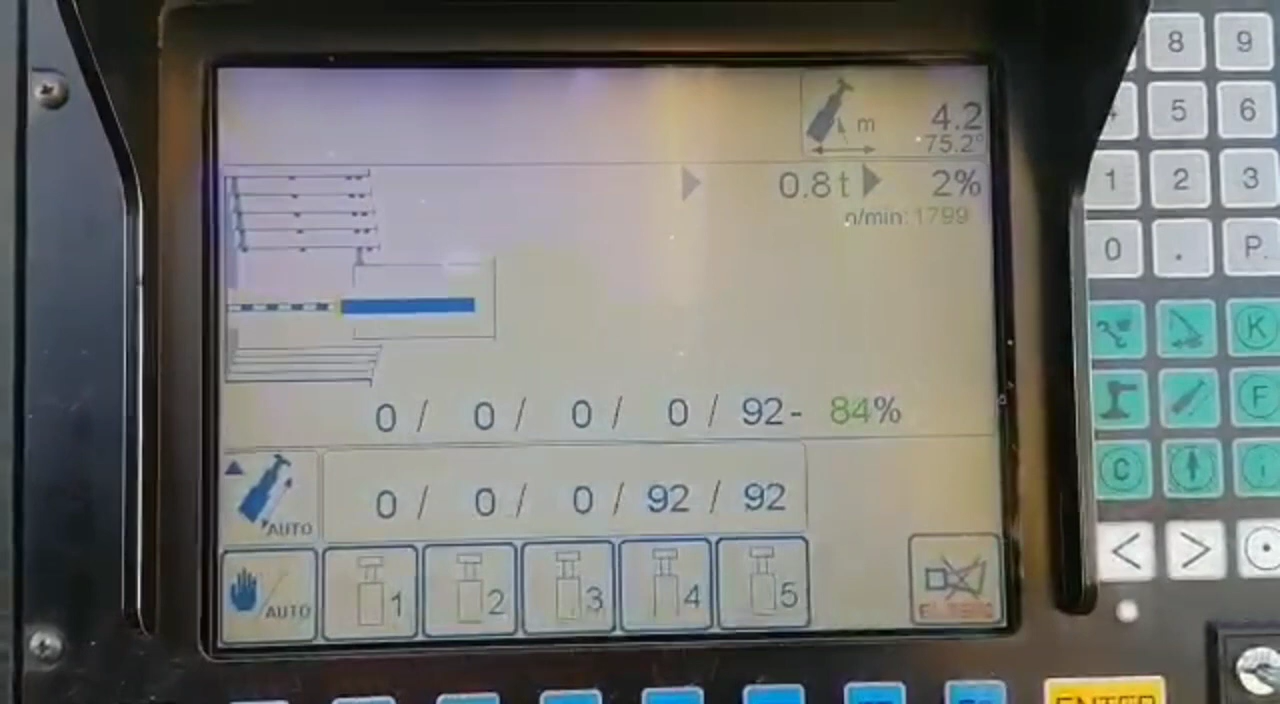 m 4.2
75.2°
0.8 t 2%
n/min: 1799
0 / 0 / 0 / 0 / 92- 84%
AUTO 0 / 0 / 0 / 92 / 92
AUTO 1 2 3 4 5
8 9
5 6
1 2 3
0 . P.
K
F
C i
< >
ENTER